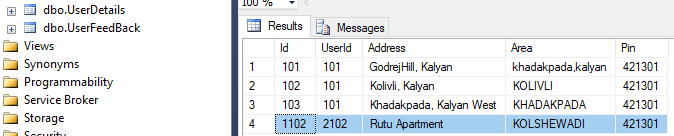 dbo.UserDetails
dbo.UserFeedBack
Views
Synonyms
Programmability
Service Broker
Storage
Security
100 %
Results Messages
Id UserId Address Area Pin
1 101 101 GodrejHill, Kalyan khadakpada,kalyan 421301
2 102 101 Kolivli, Kalyan KOLIVLI 421301
3 103 101 Khadakpada, Kalyan West KHADAKPADA 421301
4 1102 2102 Rutu Apartment KOLSHEWADI 421301